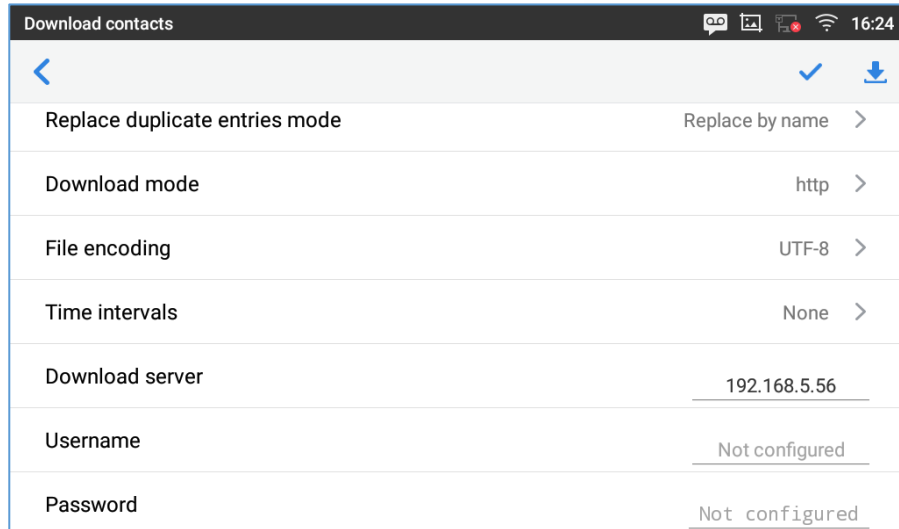 Download contacts 16:24
Replace duplicate entries mode Replace by name
Download mode http
File encoding UTF-8
Time intervals None
Download server 192.168.5.56
Username Not configured
Password Not configured